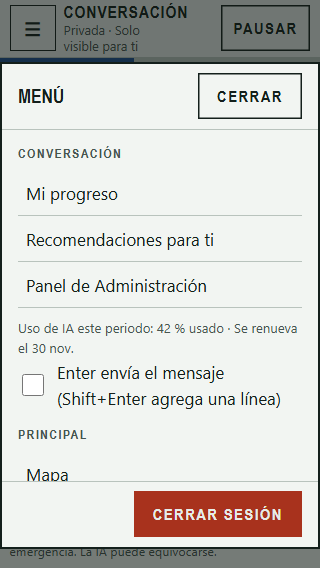 CONVERSACIÓN
Privada · Solo
visible para ti
PAUSAR
MENÚ
CERRAR
CONVERSACIÓN
Mi progreso
Recomendaciones para ti
Panel de Administración
Uso de IA este periodo: 42 % usado · Se renueva
el 30 nov.
Enter envía el mensaje
(Shift+Enter agrega una línea)
PRINCIPAL
Mapa
CERRAR SESIÓN
emergencia. La IA puede equivocarse.